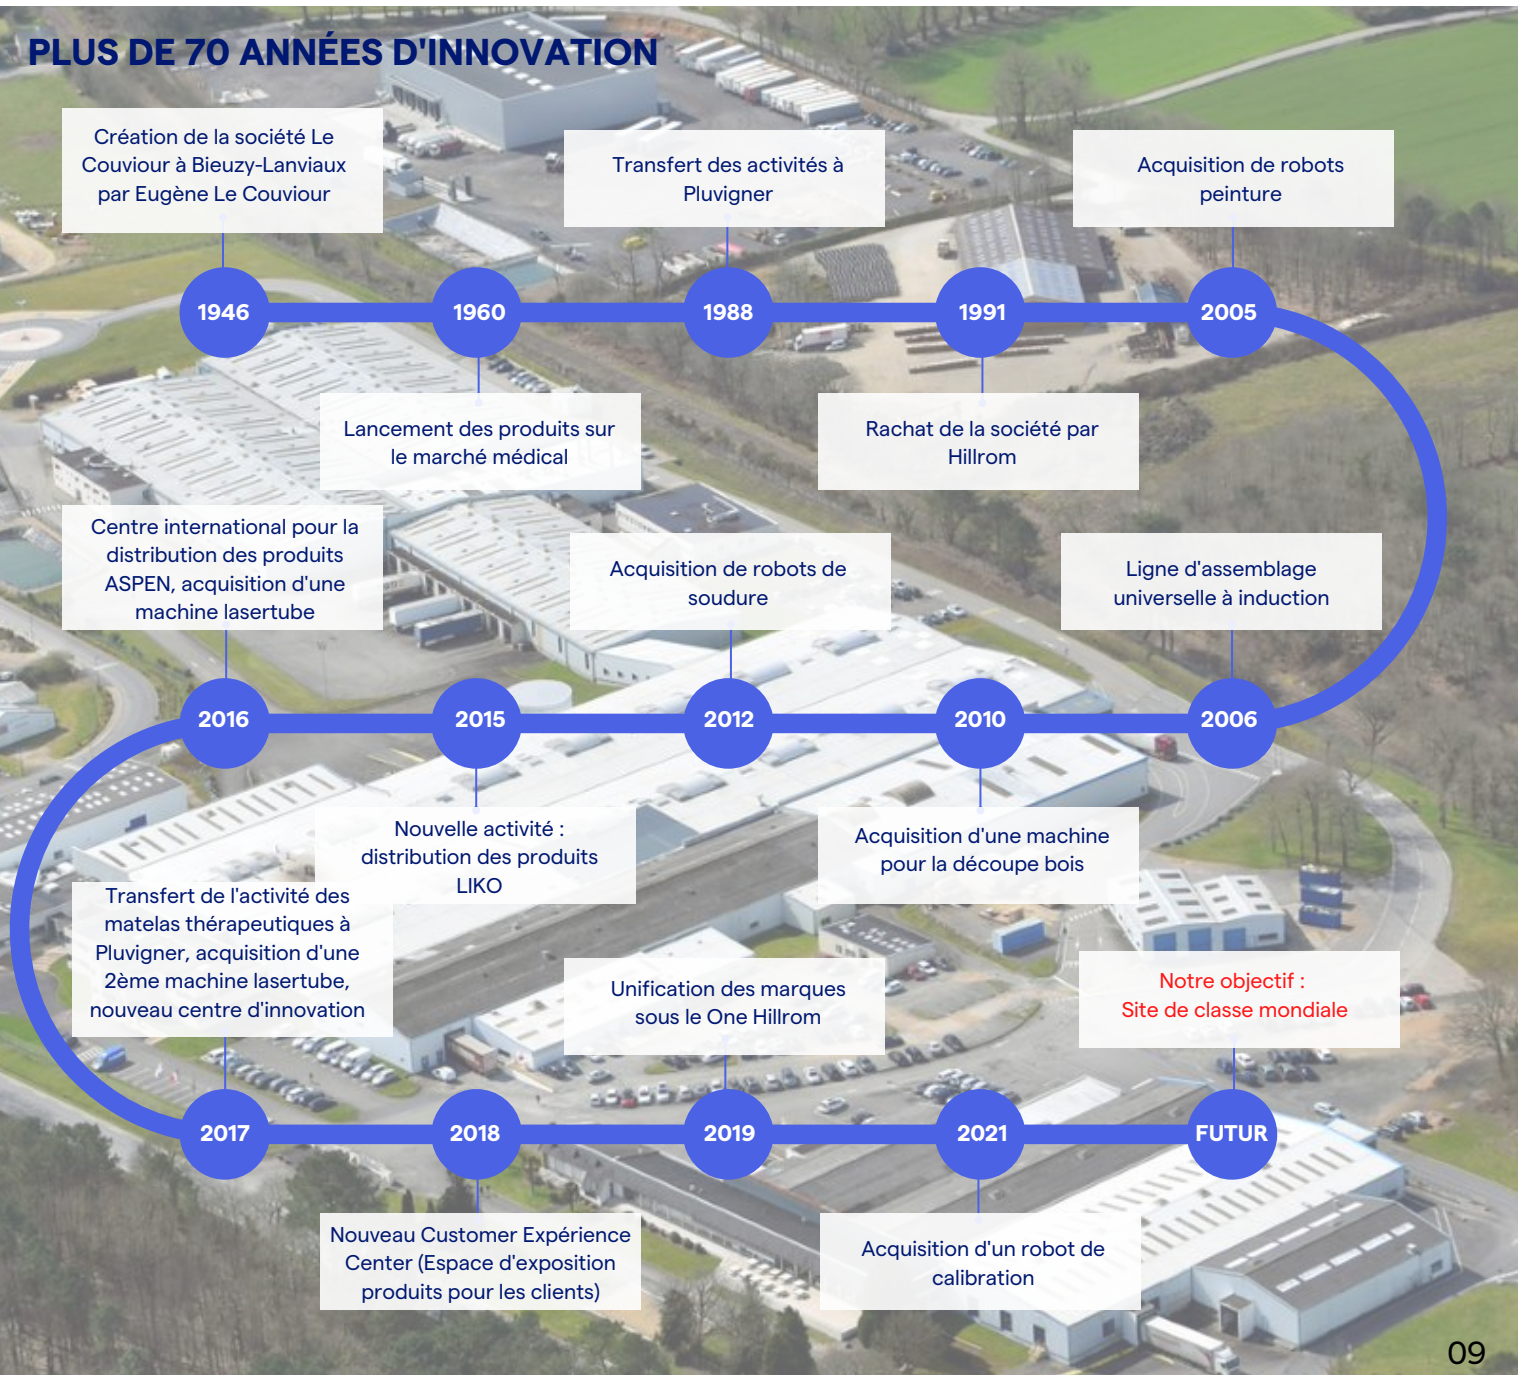 PLUS DE 70 ANNÉES D'INNOVATION
Création de la société Le
Couviour à Bieuzy-Lanviaux
par Eugène Le Couviour
Transfert des activités à
Pluvigner
Acquisition de robots
peinture
1946
1960
1988
1991
2005
Lancement des produits sur
le marché médical
Rachat de la société par
Hillrom
Centre international pour la
distribution des produits
ASPEN, acquisition d'une
machine lasertube
Acquisition de robots de
soudure
Ligne d'assemblage
universelle à induction
2016
2015
2012
2010
2006
Nouvelle activité :
distribution des produits
LIKO
Acquisition d'une machine
pour la découpe bois
Transfert de l'activité des
matelas thérapeutiques à
Pluvigner, acquisition d'une
2ème machine lasertube,
nouveau centre d'innovation
Unification des marques
sous le One Hillrom
Notre objectif :
Site de classe mondiale
2017
2018
2019
2021
FUTUR
Nouveau Customer Expérience
Center (Espace d'exposition
produits pour les clients)
Acquisition d'un robot de
calibration
09